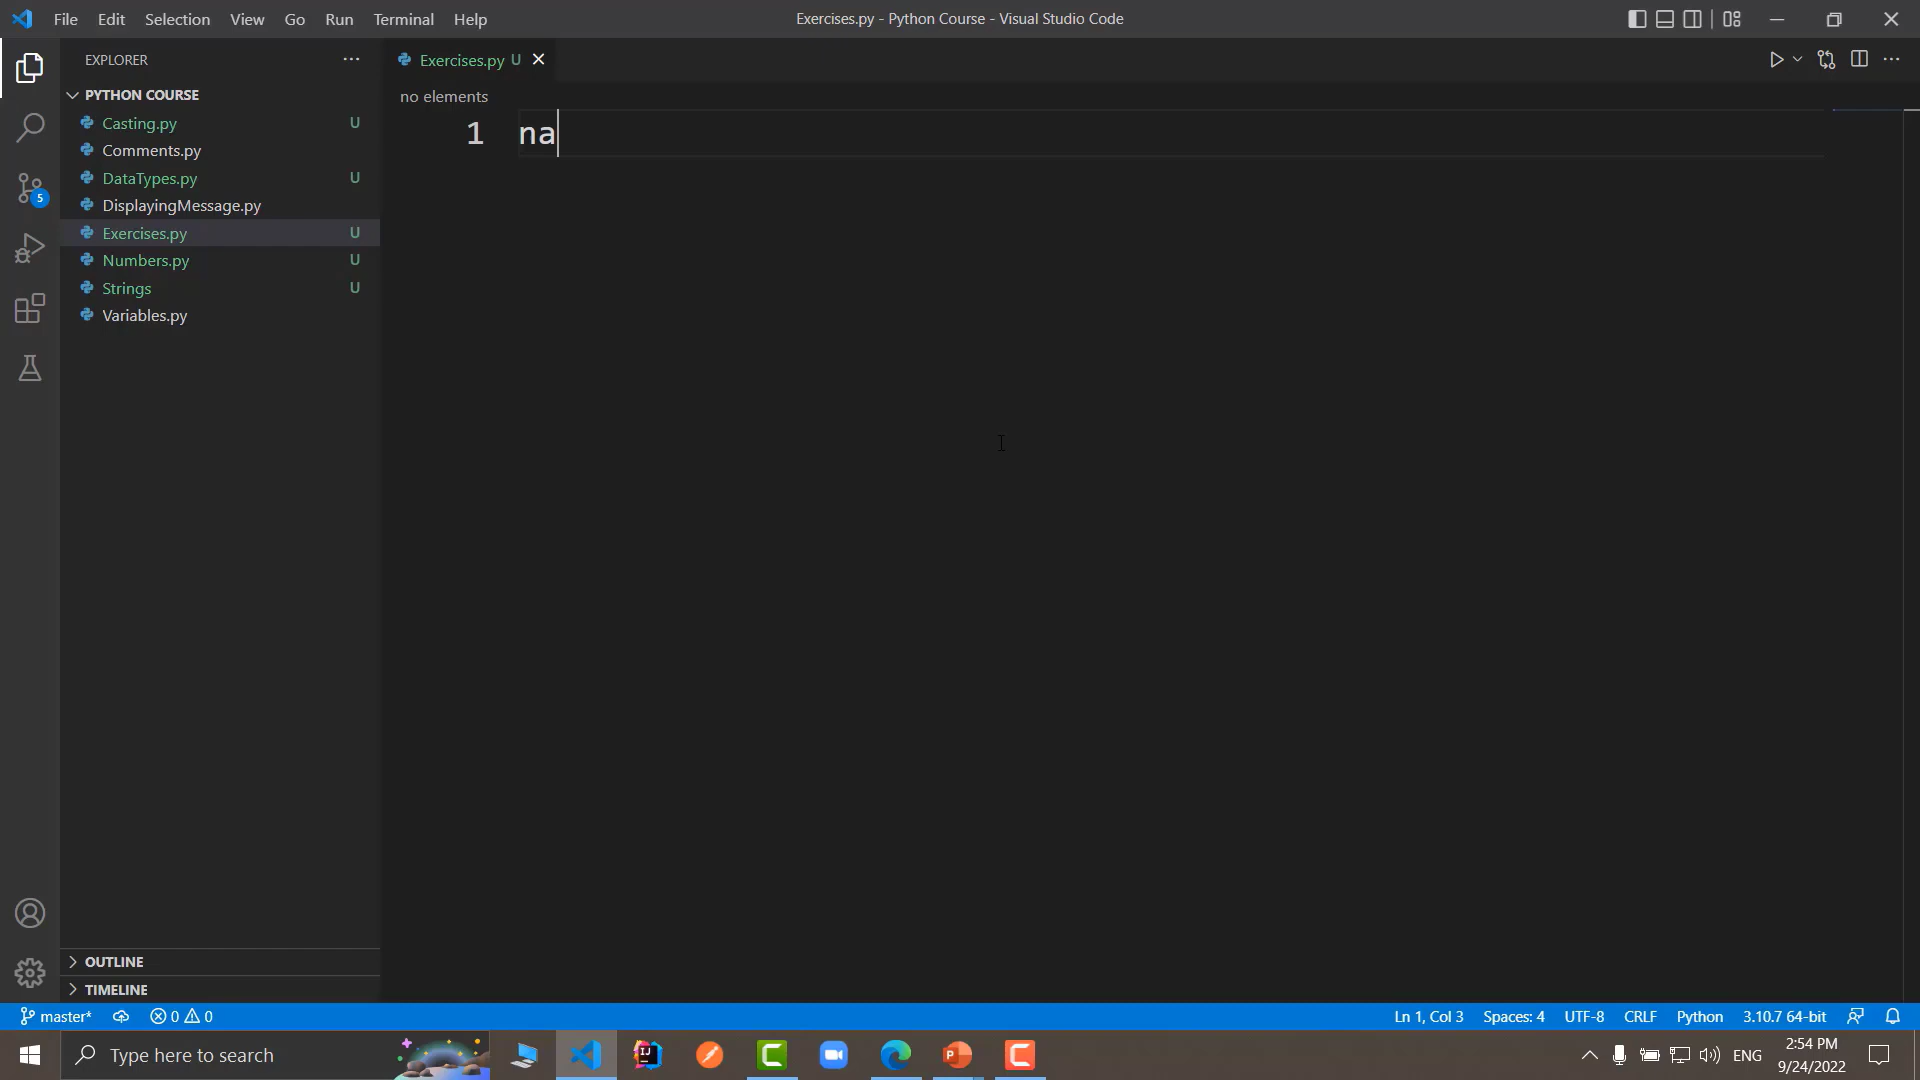 File Edit Selection View Go Run Terminal Help
Exercises.py - Python Course - Visual Studio Code
EXPLORER
Exercises.py U
PYTHON COURSE
no elements
Casting.py U
1 na
Comments.py
DataTypes.py U
DisplayingMessage.py
Exercises.py U
Numbers.py U
Strings U
Variables.py
5
OUTLINE
TIMELINE
master* 0 0
Ln 1, Col 3 Spaces: 4 UTF-8 CRLF Python 3.10.7 64-bit
Type here to search
ENG
2:54 PM
9/24/2022